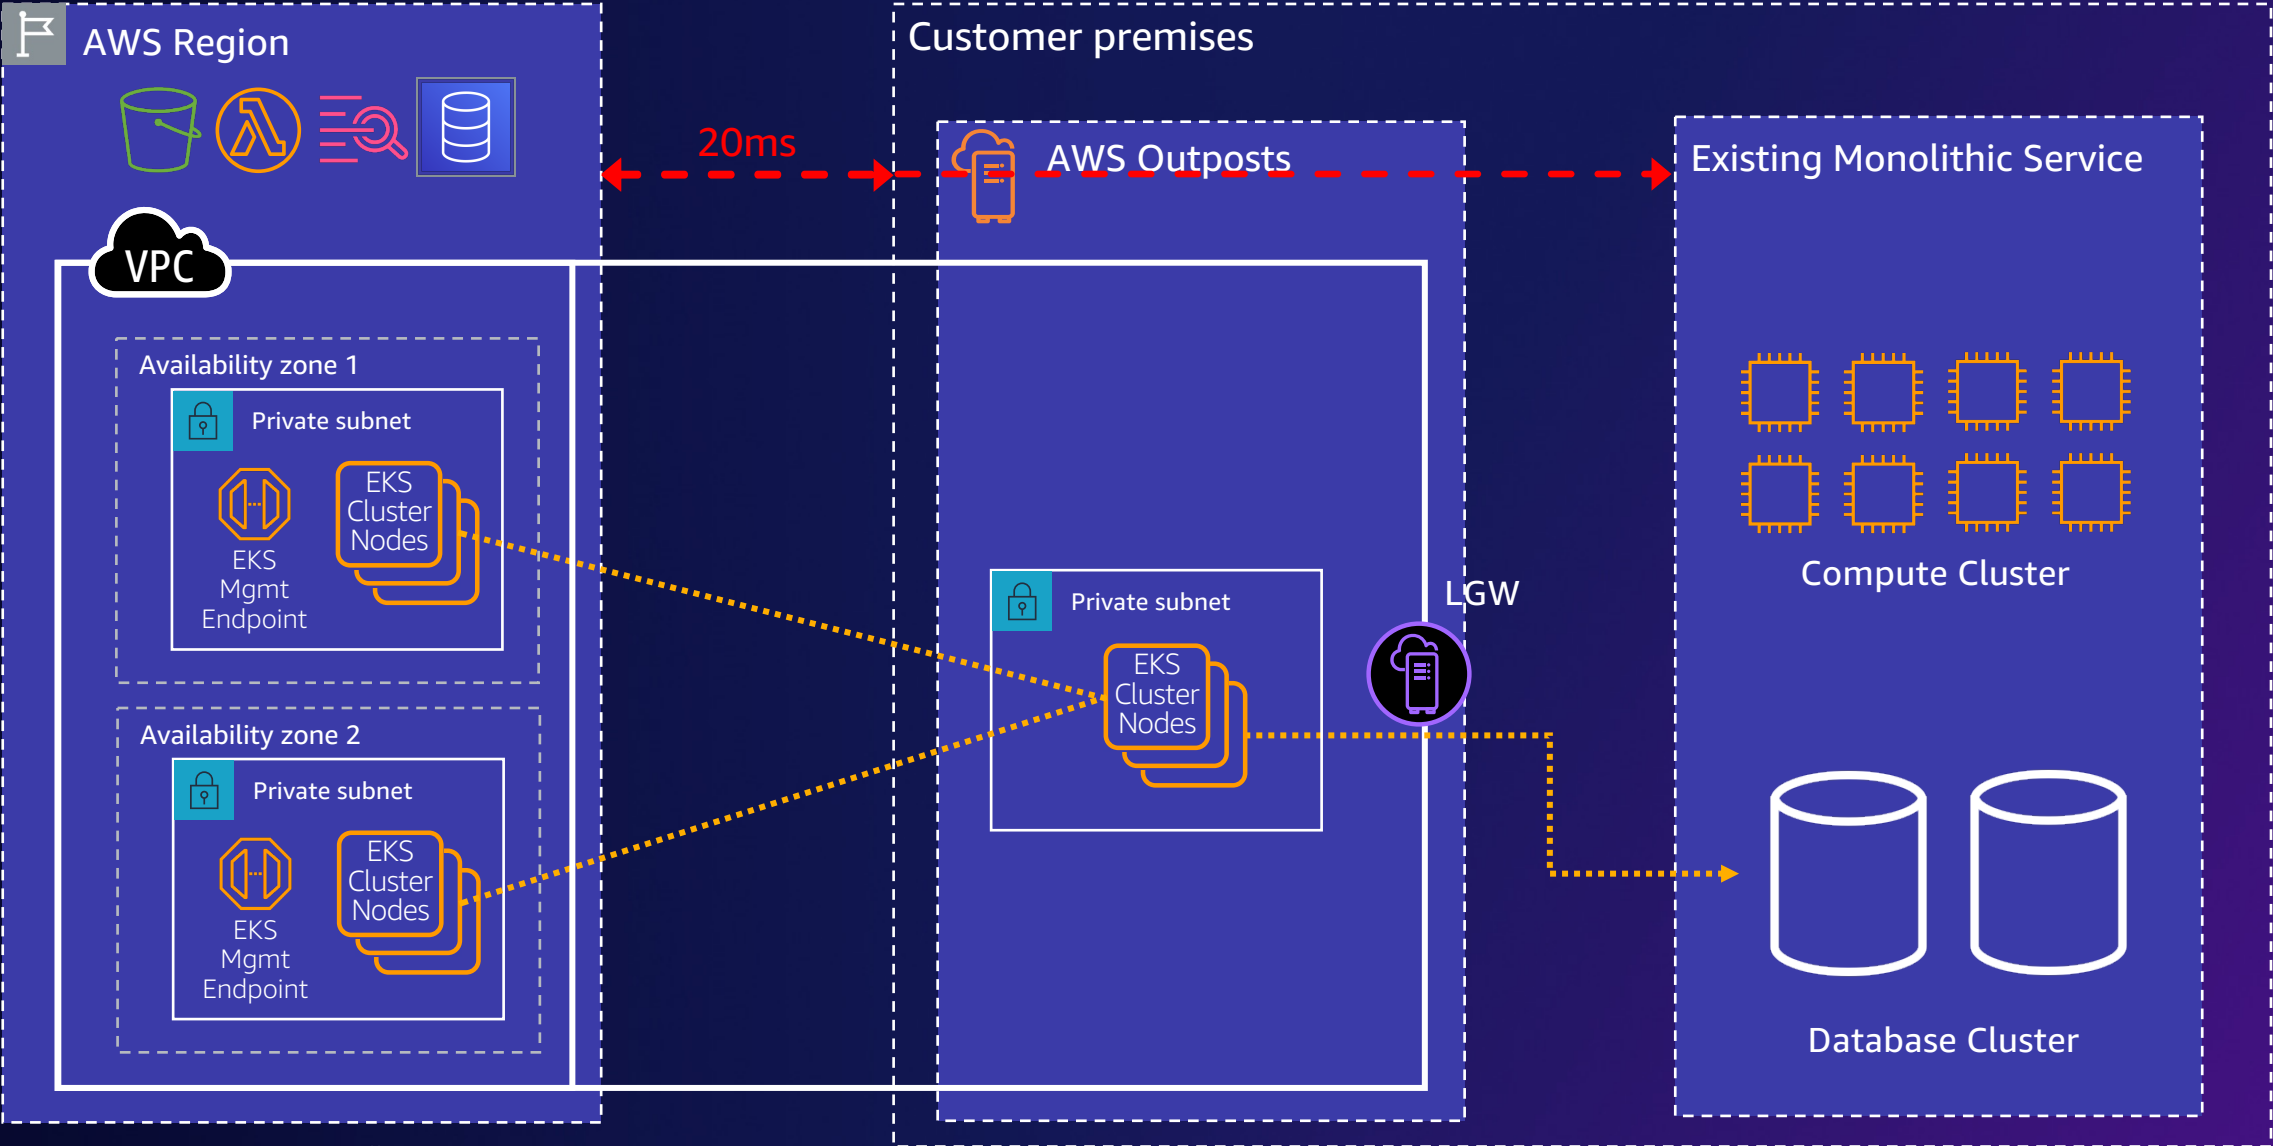 AWS Region
Customer premises
20ms
AWS Outposts
Existing Monolithic Service
VPC
Availability zone 1
Private subnet
EKS
Cluster
Nodes
EKS
Mgmt
Endpoint
Availability zone 2
Private subnet
EKS
Cluster
Nodes
EKS
Mgmt
Endpoint
Private subnet
EKS
Cluster
Nodes
LGW
Compute Cluster
Database Cluster